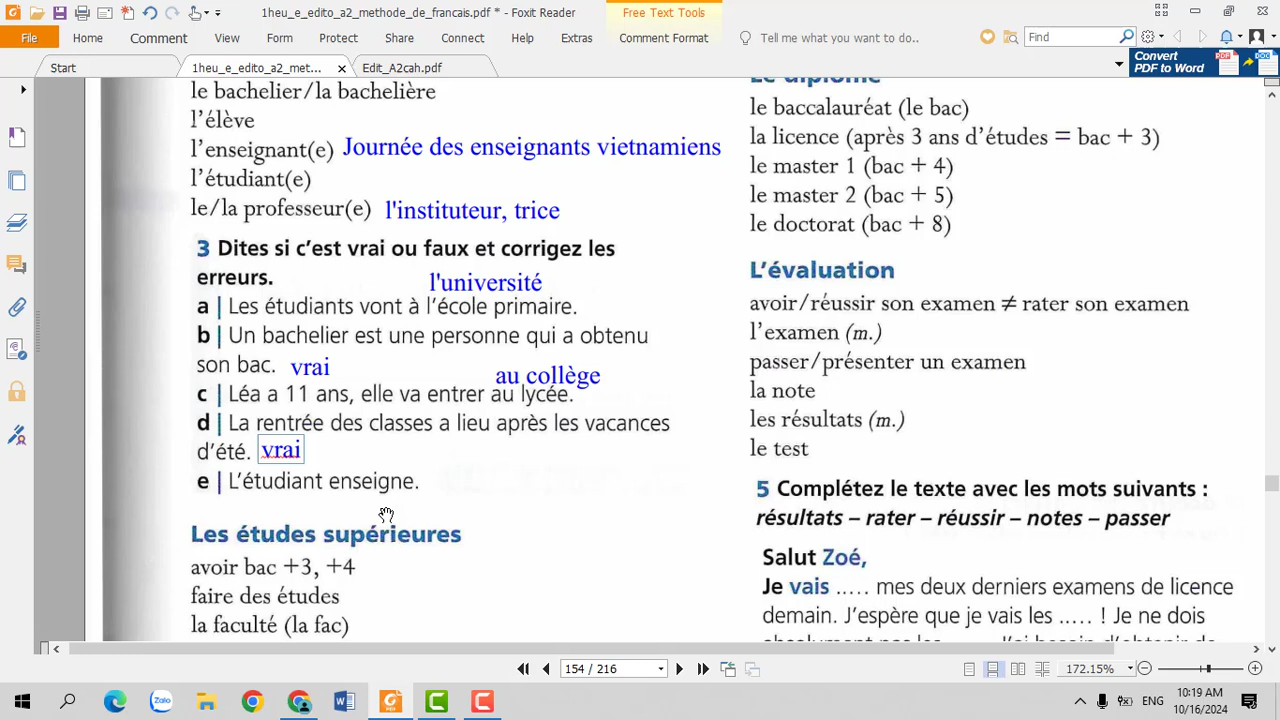 1heu_e_edito_a2_methode_de_francais.pdf * - Foxit Reader
Free Text Tools
File
Home
Comment
View
Form
Protect
Share
Connect
Help
Extras
Comment Format
Tell me what you want to do..
Find
Start
1heu_e_edito_a2_met...
Edit_A2cah.pdf
Convert
PDF to Word
le bachelier/la bachelière
l'élève
l'enseignant(e)
Journée des enseignants vietnamiens
l'étudiant(e)
le/la professeur(e)
l'instituteur, trice
3 Dites si c'est vrai ou faux et corrigez les
erreurs.
l'université
a | Les étudiants vont à l'école primaire.
b | Un bachelier est une personne qui a obtenu
son bac.
vrai
au collège
c | Léa a 11 ans, elle va entrer au lycée.
d | La rentrée des classes a lieu après les vacances
d'été.
vrai
e | L'étudiant enseigne.
Les études supérieures
avoir bac +3, +4
faire des études
la faculté (la fac)
Le diplôme
le baccalauréat (le bac)
la licence (après 3 ans d'études = bac + 3)
le master 1 (bac + 4)
le master 2 (bac + 5)
le doctorat (bac + 8)
L'évaluation
avoir/réussir son examen ≠ rater son examen
l'examen (m.)
passer/présenter un examen
la note
les résultats (m.)
le test
5 Complétez le texte avec les mots suivants :
résultats – rater – réussir – notes – passer
Salut Zoé,
Je vais ..... mes deux derniers examens de licence
demain. J'espère que je vais les ..... ! Je ne dois
154 / 216
172.15%
Zalo
ENG
10:19 AM
10/16/2024